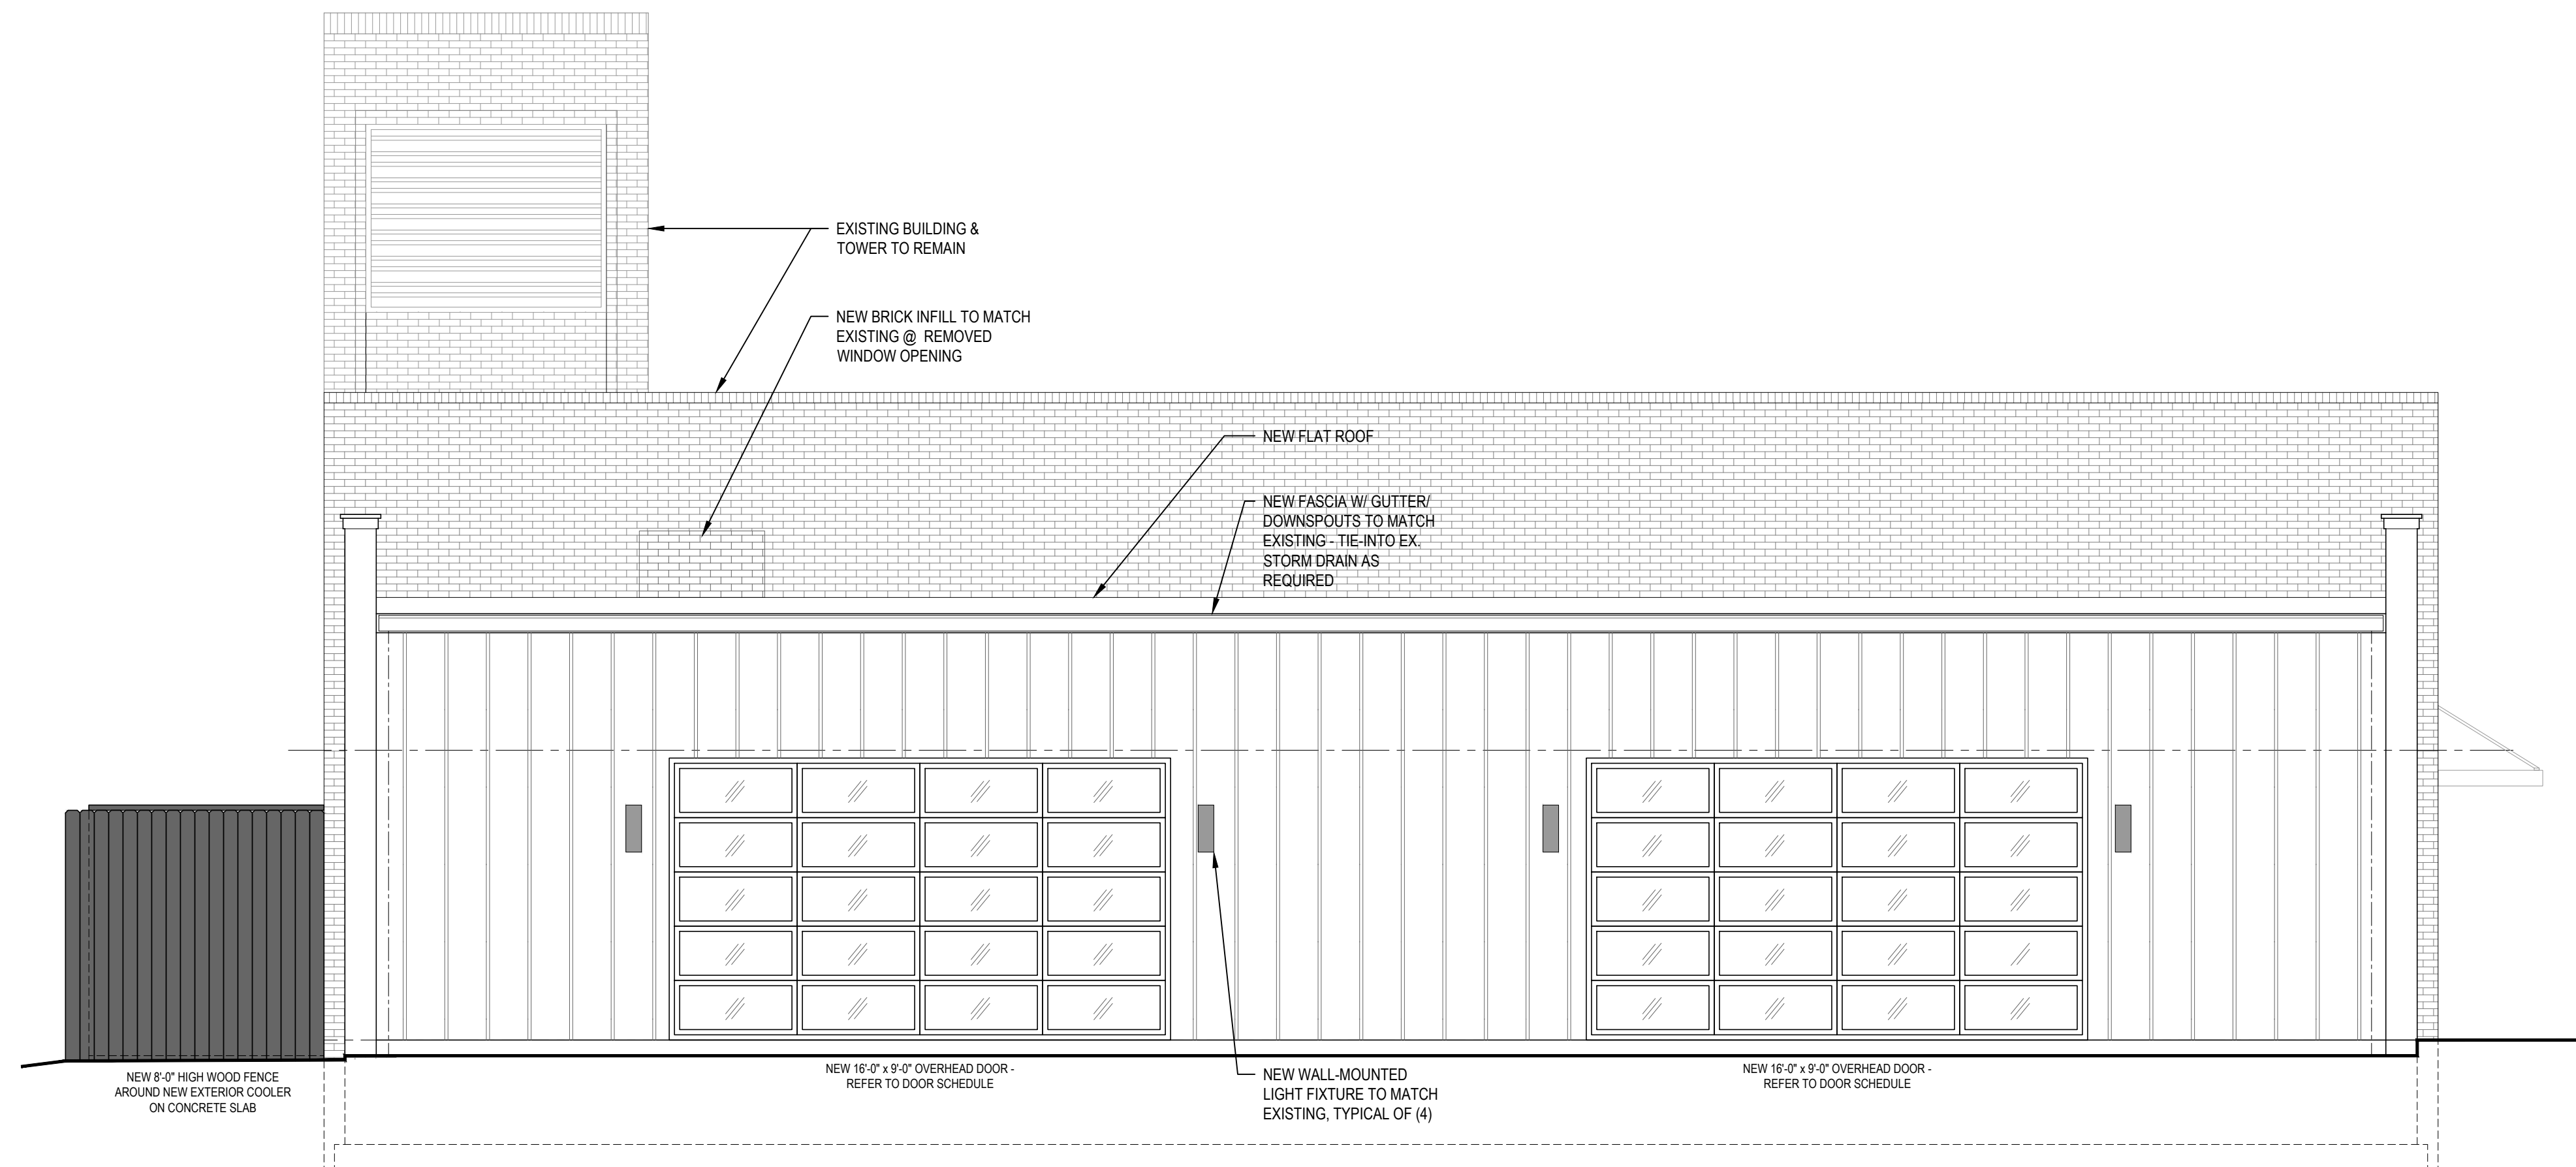 EXISTING BUILDING &
TOWER TO REMAIN
NEW BRICK INFILL TO MATCH
EXISTING @ REMOVED
WINDOW OPENING
NEW FLAT ROOF
NEW FASCIA W/ GUTTER/
DOWNSPOUTS TO MATCH
EXISTING - TIE-INTO EX.
STORM DRAIN AS
REQUIRED
NEW 8'-0" HIGH WOOD FENCE
AROUND NEW EXTERIOR COOLER
ON CONCRETE SLAB
NEW 16'-0" x 9'-0" OVERHEAD DOOR -
REFER TO DOOR SCHEDULE
NEW WALL-MOUNTED
LIGHT FIXTURE TO MATCH
EXISTING, TYPICAL OF (4)
NEW 16'-0" x 9'-0" OVERHEAD DOOR -
REFER TO DOOR SCHEDULE